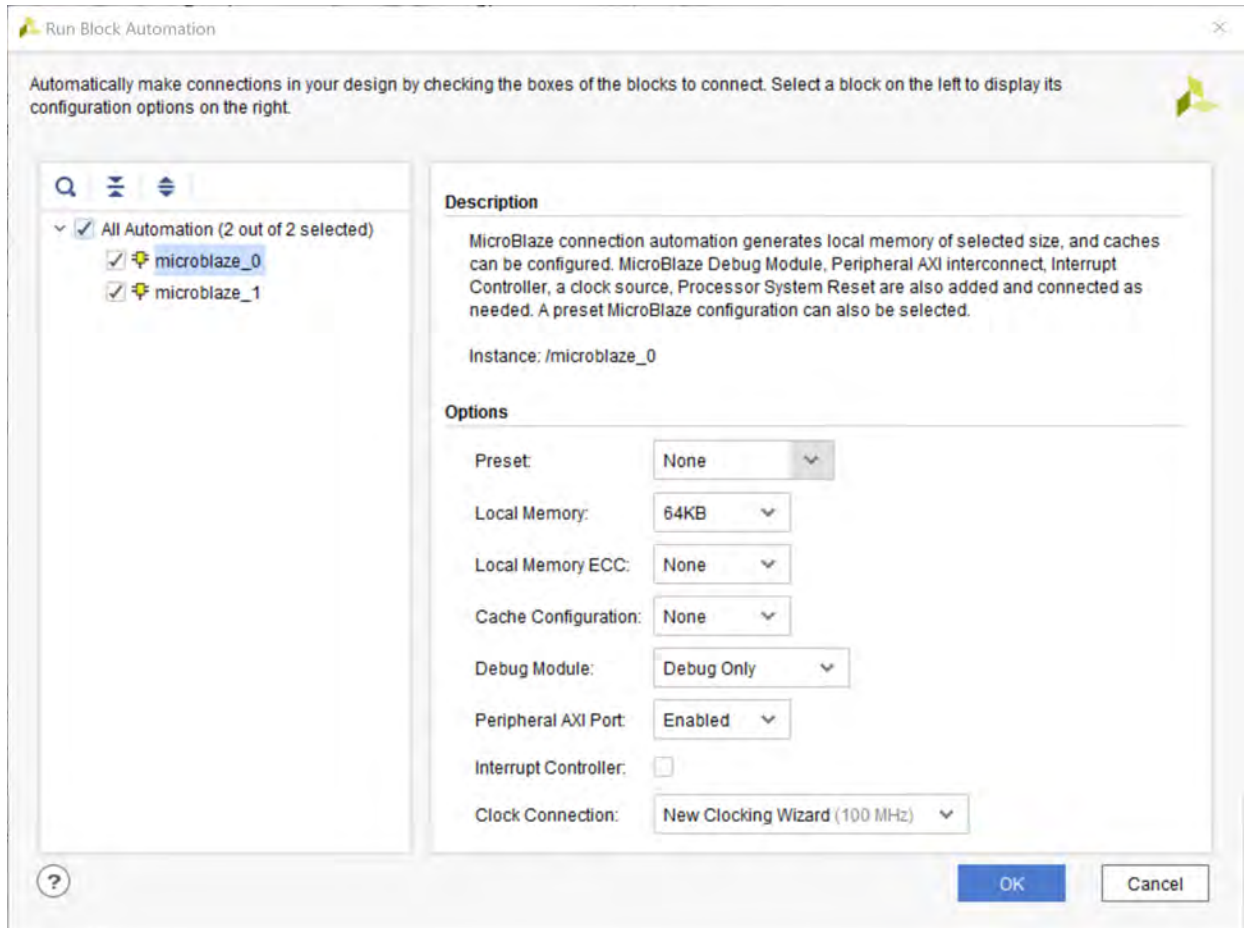 Run Block Automation
Automatically make connections in your design by checking the boxes of the blocks to connect. Select a block on the left to display its
configuration options on the right.
All Automation (2 out of 2 selected)
microblaze_0
microblaze_1
Description
MicroBlaze connection automation generates local memory of selected size, and caches
can be configured. MicroBlaze Debug Module, Peripheral AXI interconnect, Interrupt
Controller, a clock source, Processor System Reset are also added and connected as
needed. A preset MicroBlaze configuration can also be selected.
Instance: /microblaze_0
Options
Preset: None
Local Memory: 64KB
Local Memory ECC: None
Cache Configuration: None
Debug Module: Debug Only
Peripheral AXI Port: Enabled
Interrupt Controller:
Clock Connection: New Clocking Wizard (100 MHz)
?
OK Cancel